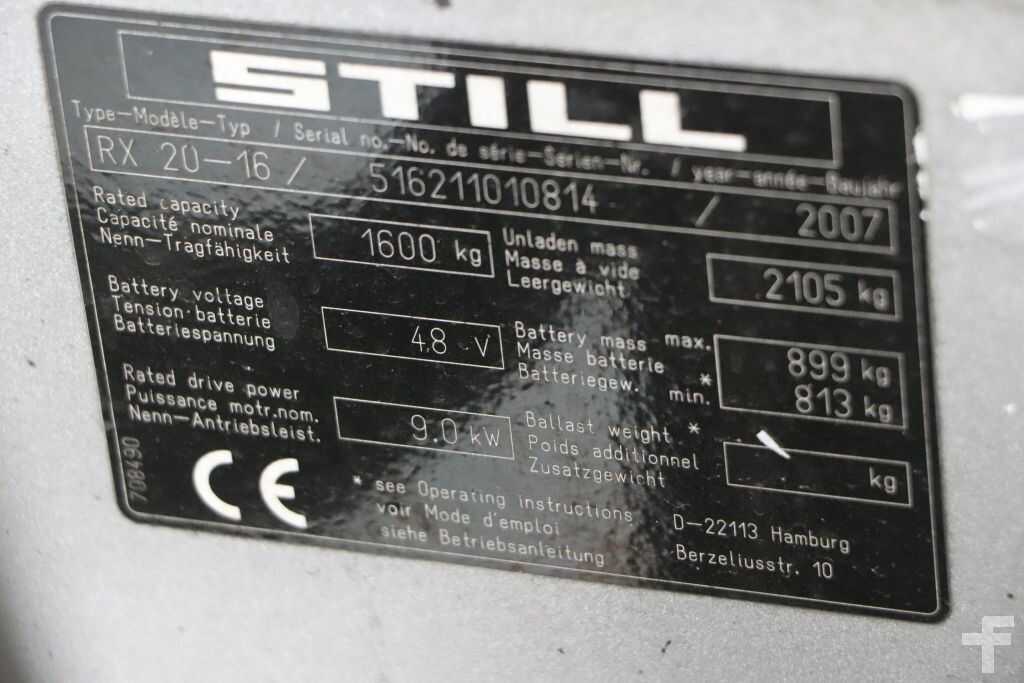 STILL
Type-Modèle-Typ / Serial no.-No. de série-Serien-Nr. / year-année-Baujahr
RX 20-16 / 516211010814 / 2007
Rated capacity
Capacité nominale
Nenn-Tragfähigkeit
1600 kg
Unladen mass
Masse à vide
Leergewicht
2105 kg
Battery voltage
Tension-batterie
Batteriespannung
48 V
Battery mass max.
Masse batterie *
Batteriegew. min.
899 kg
813 kg
Rated drive power
Puissance motr.nom.
Nenn-Antriebsleist.
9.0 kW
Ballast weight *
Poids additionnel
Zusatzgewicht
kg
708490
CE
* see Operating instructions
voir Mode d'emploi
siehe Betriebsanleitung
D-22113 Hamburg
Berzeliusstr. 10